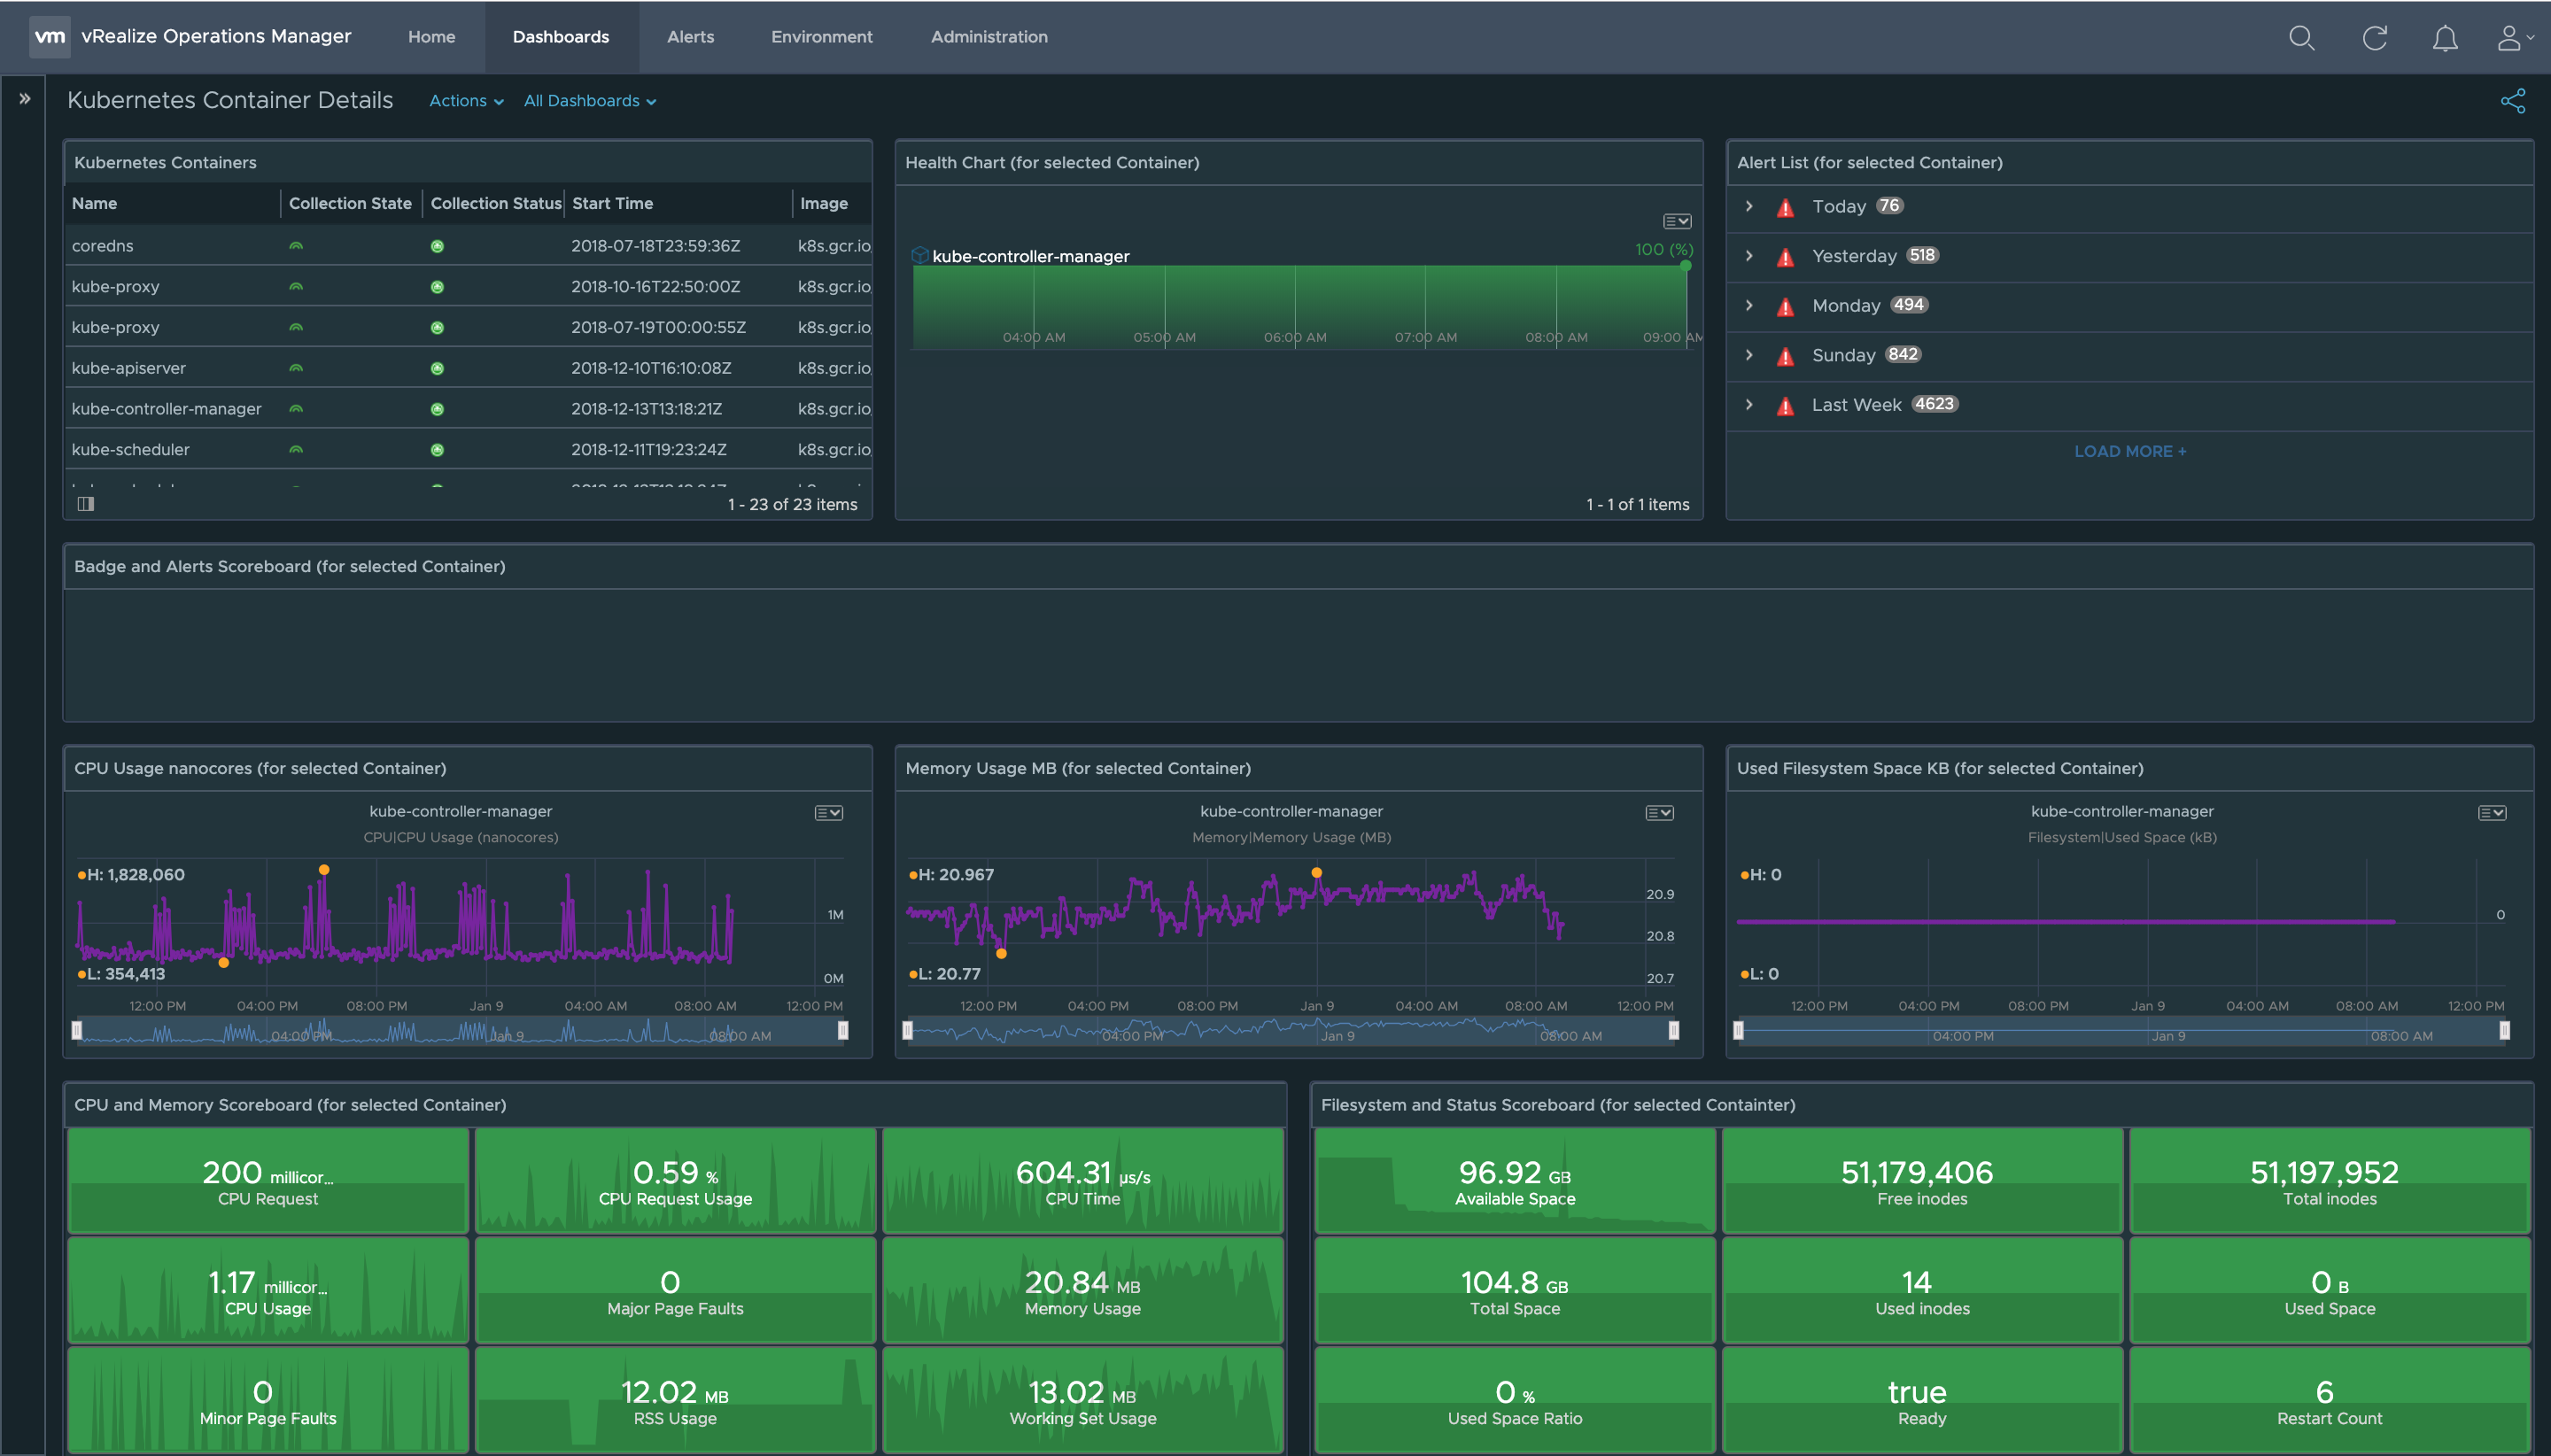 vm vRealize Operations Manager Home Dashboards Alerts Environment Administration
Kubernetes Container Details Actions All Dashboards
Kubernetes Containers
Name Collection State Collection Status Start Time Image
coredns 2018-07-18T23:59:36Z k8s.gcr.io
kube-proxy 2018-10-16T22:50:00Z k8s.gcr.io
kube-proxy 2018-07-19T00:00:55Z k8s.gcr.io
kube-apiserver 2018-12-10T16:10:08Z k8s.gcr.io
kube-controller-manager 2018-12-13T13:18:21Z k8s.gcr.io
kube-scheduler 2018-12-11T19:23:24Z k8s.gcr.io
1 - 23 of 23 items
Health Chart (for selected Container)
100 (%)
kube-controller-manager
04:00 AM 05:00 AM 06:00 AM 07:00 AM 08:00 AM 09:00 AM
1 - 1 of 1 items
Alert List (for selected Container)
Today 76
Yesterday 518
Monday 494
Sunday 842
Last Week 4623
LOAD MORE +
Badge and Alerts Scoreboard (for selected Container)
CPU Usage nanocores (for selected Container)
kube-controller-manager
CPU|CPU Usage (nanocores)
H: 1,828,060
1M
L: 354,413
0M
12:00 PM 04:00 PM 08:00 PM Jan 9 04:00 AM 08:00 AM 12:00 PM
04:00 PM Jan 9 08:00 AM
Memory Usage MB (for selected Container)
kube-controller-manager
Memory|Memory Usage (MB)
H: 20.967
20.9
20.8
L: 20.77
20.7
12:00 PM 04:00 PM 08:00 PM Jan 9 04:00 AM 08:00 AM 12:00 PM
04:00 PM Jan 9 08:00 AM
Used Filesystem Space KB (for selected Container)
kube-controller-manager
Filesystem|Used Space (kB)
H: 0
0
L: 0
12:00 PM 04:00 PM 08:00 PM Jan 9 04:00 AM 08:00 AM 12:00 PM
04:00 PM Jan 9 08:00 AM
CPU and Memory Scoreboard (for selected Container)
200 millicor... 0.59 % 604.31 µs/s
CPU Request CPU Request Usage CPU Time
1.17 millicor... 0 20.84 MB
CPU Usage Major Page Faults Memory Usage
0 12.02 MB 13.02 MB
Minor Page Faults RSS Usage Working Set Usage
Filesystem and Status Scoreboard (for selected Containter)
96.92 GB 51,179,406 51,197,952
Available Space Free inodes Total inodes
104.8 GB 14 0 B
Total Space Used inodes Used Space
0 % true 6
Used Space Ratio Ready Restart Count